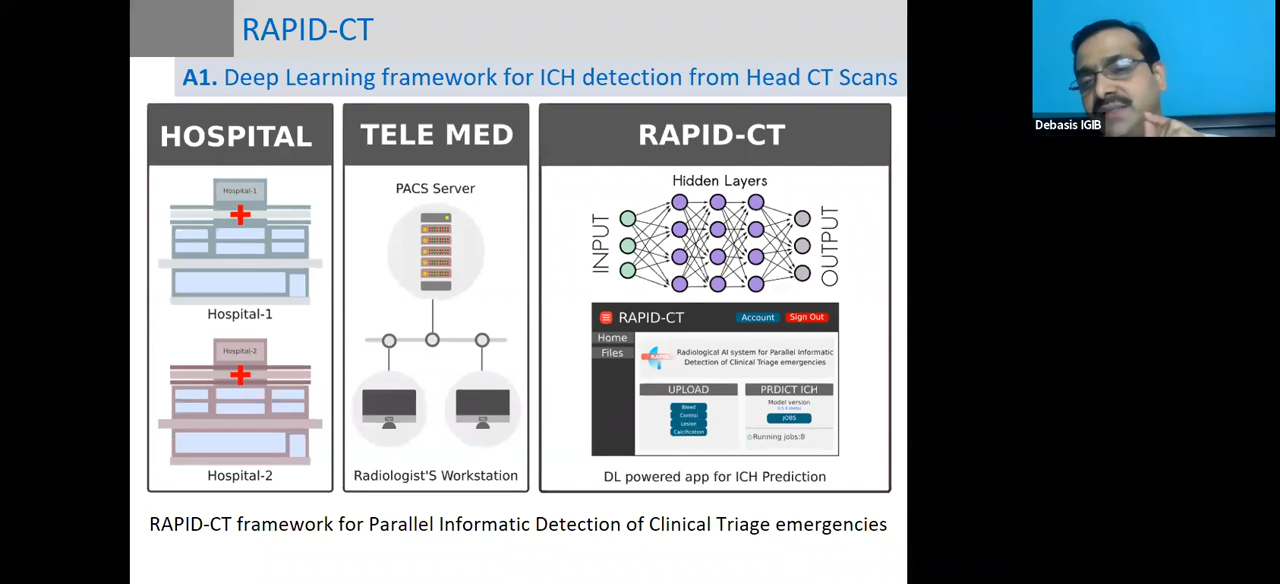 RAPID-CT
A1. Deep Learning framework for ICH detection from Head CT Scans
HOSPITAL
Hospital-1
Hospital-1
Hospital-2
Hospital-2
TELE MED
PACS Server
Radiologist'S Workstation
RAPID-CT
Hidden Layers
INPUT
OUTPUT
RAPID-CT
Account
Sign Out
Home
Files
RAPID
Radiological AI system for Parallel Informatic
Detection of Clinical Triage emergencies
UPLOAD
Bleed
Control
Lesion
Calcification
PRDICT ICH
Model version
JOBS
Running jobs:8
DL powered app for ICH Prediction
RAPID-CT framework for Parallel Informatic Detection of Clinical Triage emergencies
Debasis IGIB